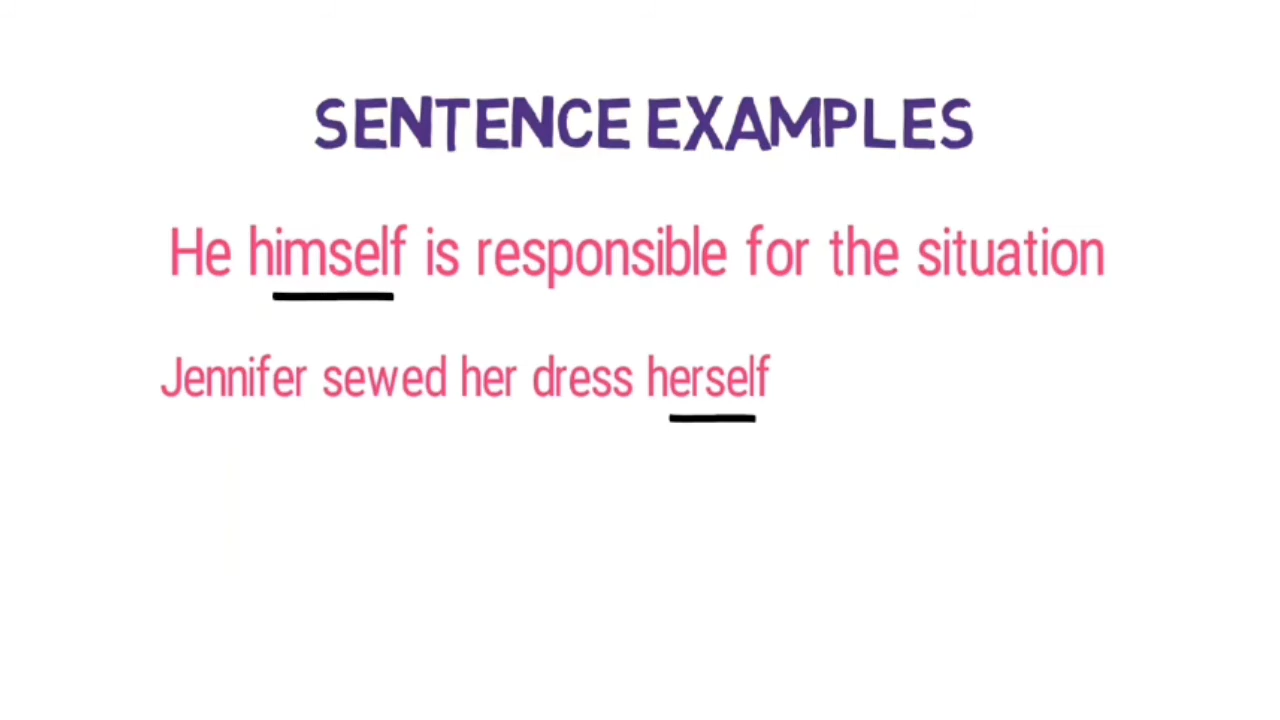 SENTENCE EXAMPLES
He himself is responsible for the situation
Jennifer sewed her dress herself